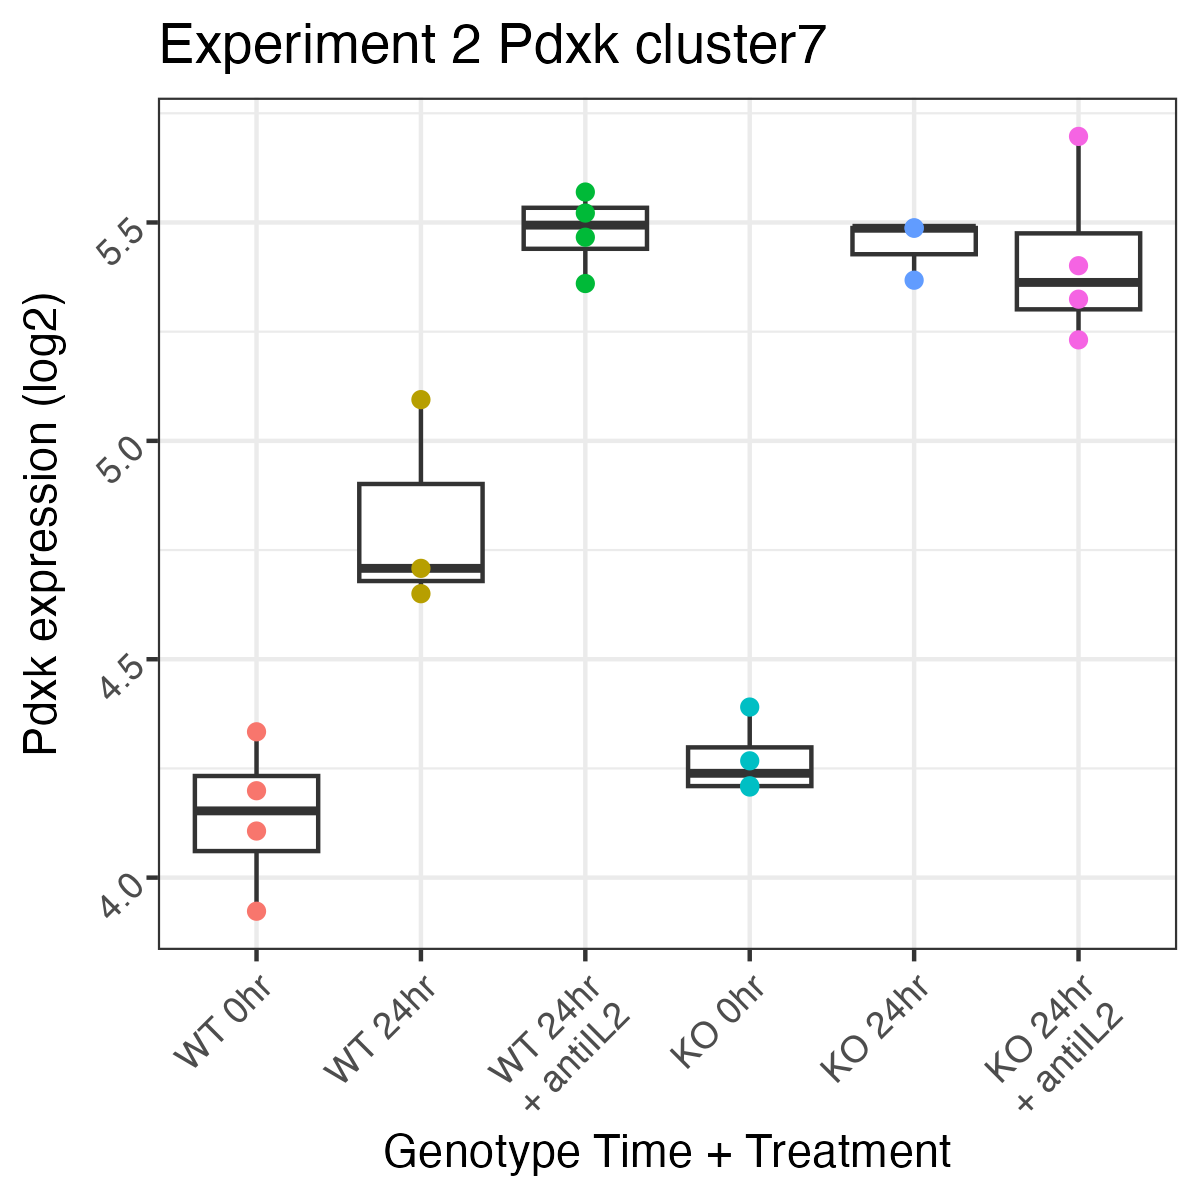 Experiment 2 Pdxk cluster7
Pdxk expression (log2)
5.5
5.0
4.5
4.0
WT 0hr
WT 24hr
WT 24hr
+ antiIL2
KO 0hr
KO 24hr
KO 24hr
+ antiIL2
Genotype Time + Treatment